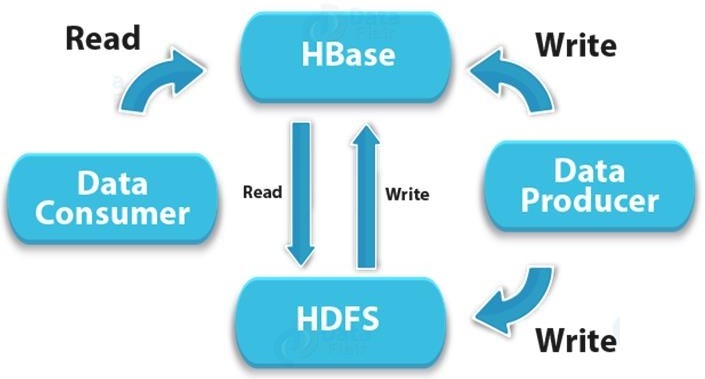 Read
HBase
Write
Data
Consumer
Read
Write
Data
Producer
HDFS
Write